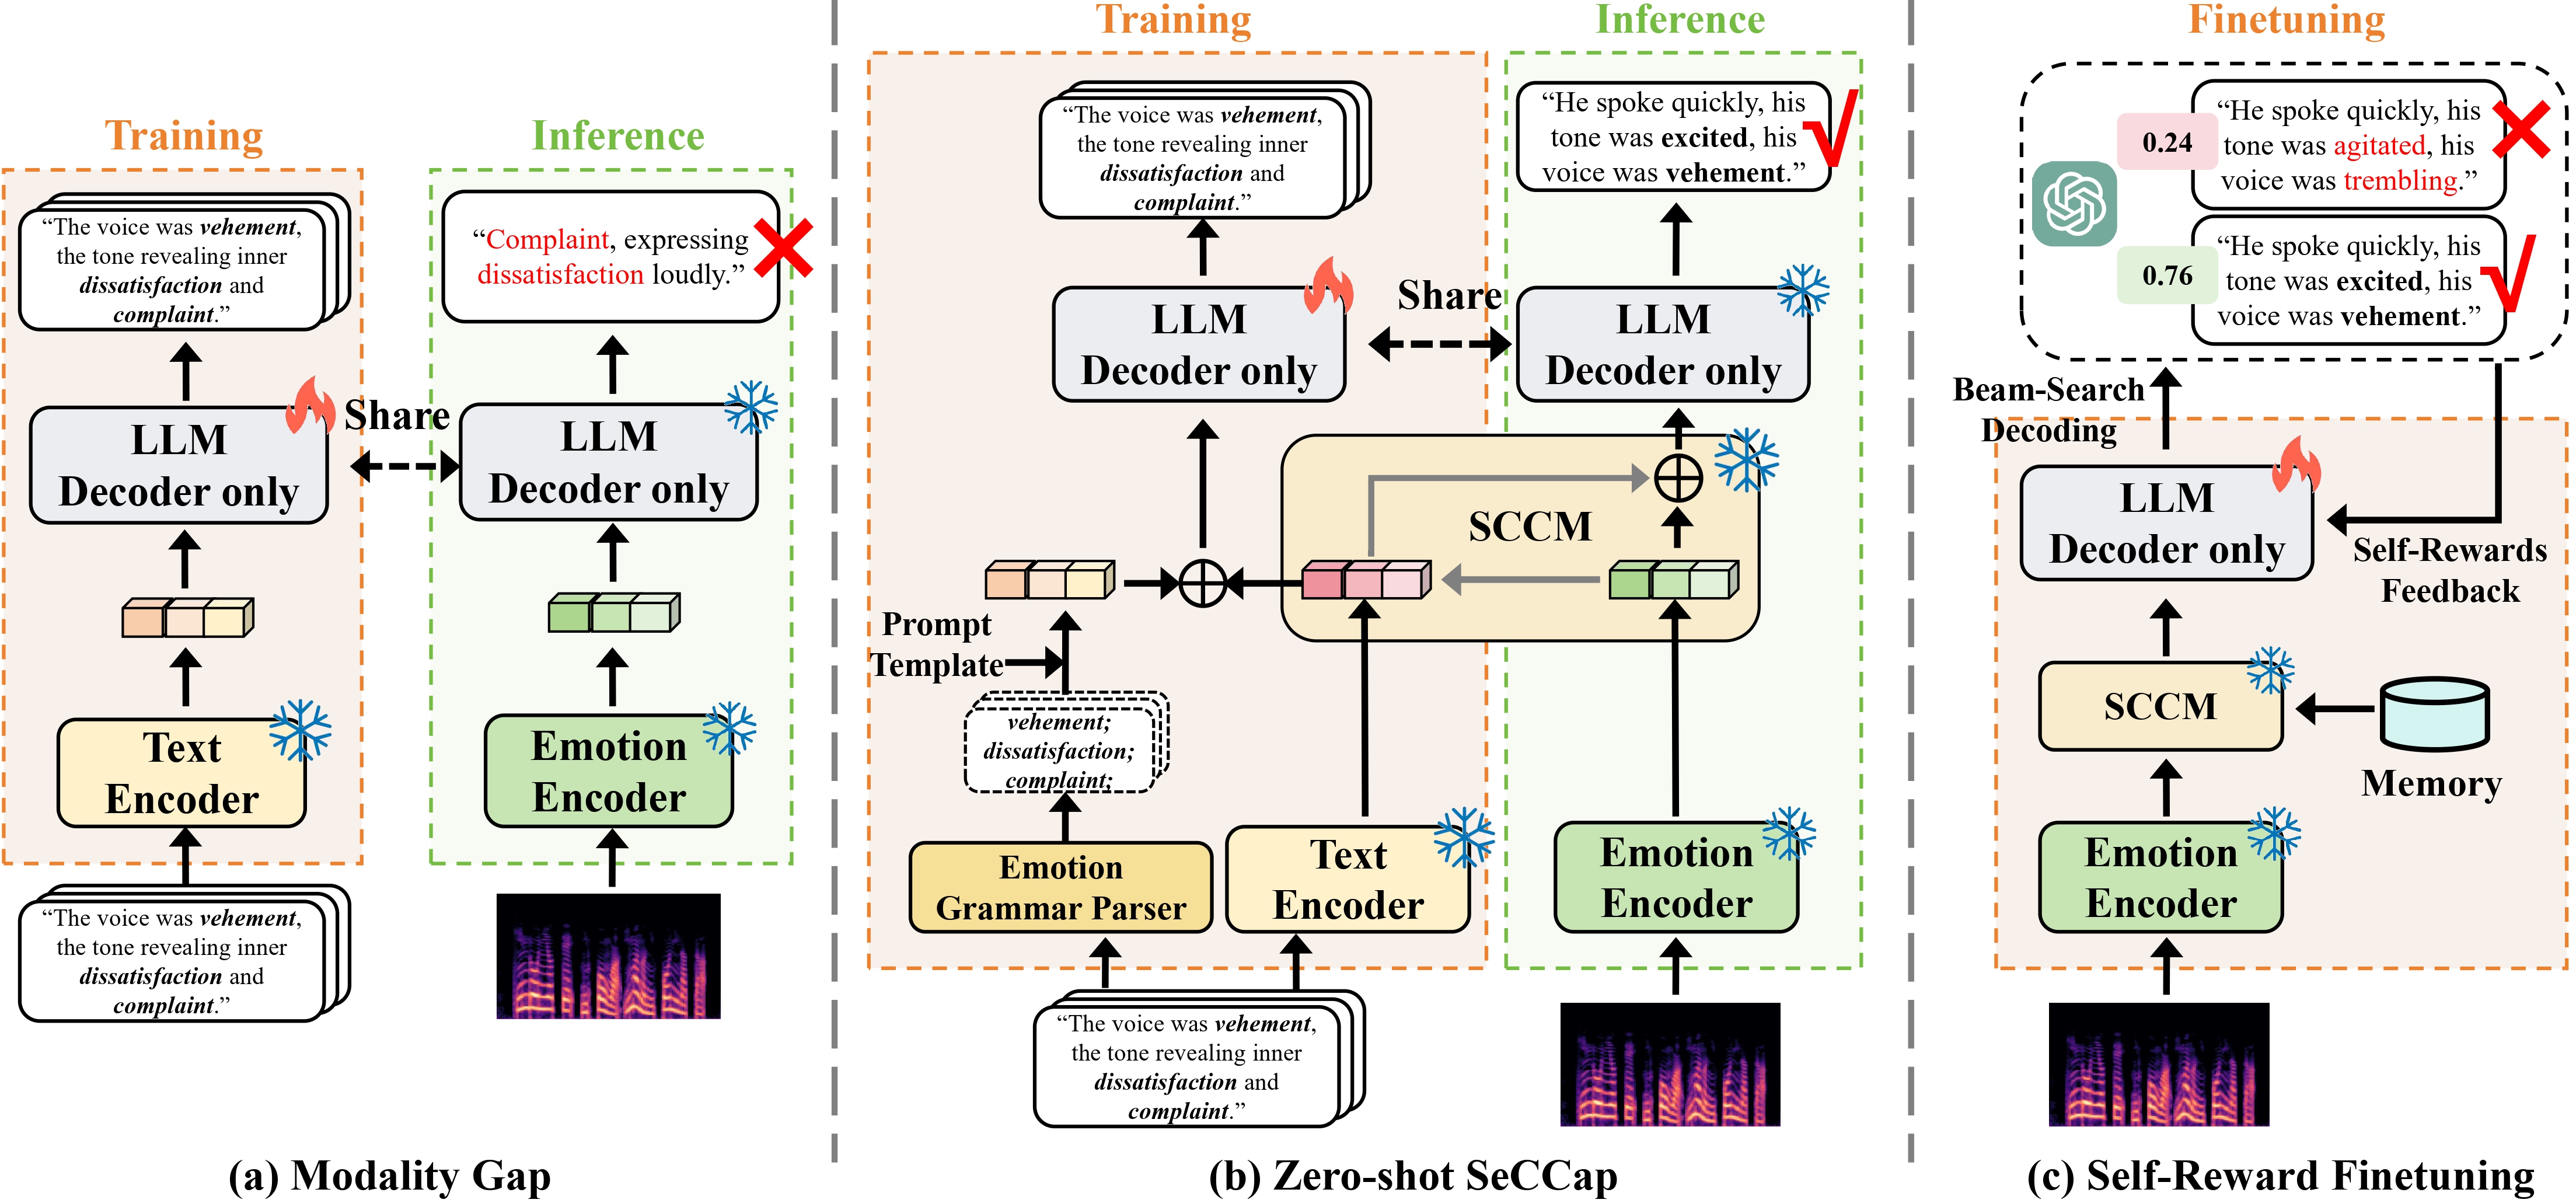 Training
Inference
“The voice was vehement,
the tone revealing inner
dissatisfaction and
complaint.”
“Complaint, expressing
dissatisfaction loudly.”
LLM
Decoder only
Share
LLM
Decoder only
Text
Encoder
Emotion
Encoder
“The voice was vehement,
the tone revealing inner
dissatisfaction and
complaint.”
(a) Modality Gap
Training
Inference
“The voice was vehement,
the tone revealing inner
dissatisfaction and
complaint.”
“He spoke quickly, his
tone was excited, his
voice was vehement.”
LLM
Decoder only
Share
LLM
Decoder only
SCCM
Prompt
Template
vehement;
dissatisfaction;
complaint;
Emotion
Grammar Parser
Text
Encoder
Emotion
Encoder
“The voice was vehement,
the tone revealing inner
dissatisfaction and
complaint.”
(b) Zero-shot SeCCap
Finetuning
0.24
“He spoke quickly, his
tone was agitated, his
voice was trembling.”
0.76
“He spoke quickly, his
tone was excited, his
voice was vehement.”
Beam-Search
Decoding
LLM
Decoder only
Self-Rewards
Feedback
SCCM
Memory
Emotion
Encoder
(c) Self-Reward Finetuning